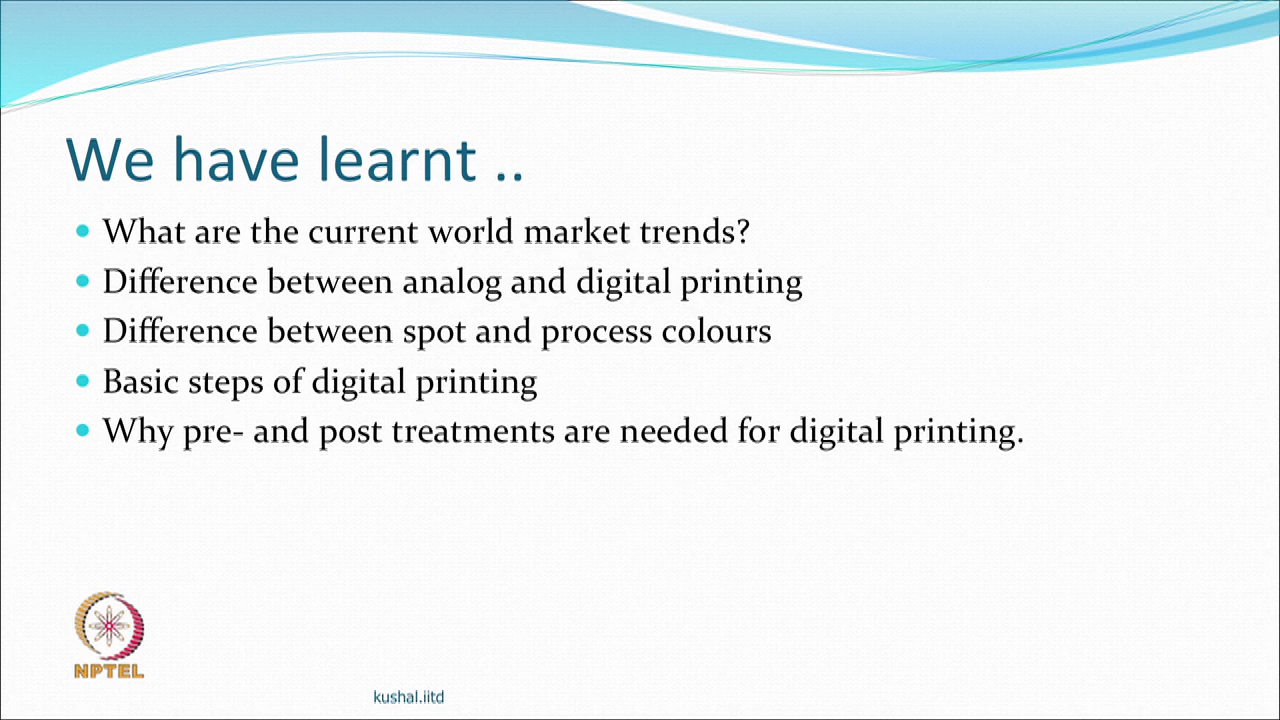 We have learnt ..
What are the current world market trends?
Difference between analog and digital printing
Difference between spot and process colours
Basic steps of digital printing
Why pre- and post treatments are needed for digital printing.
NPTEL
kushal.iitd